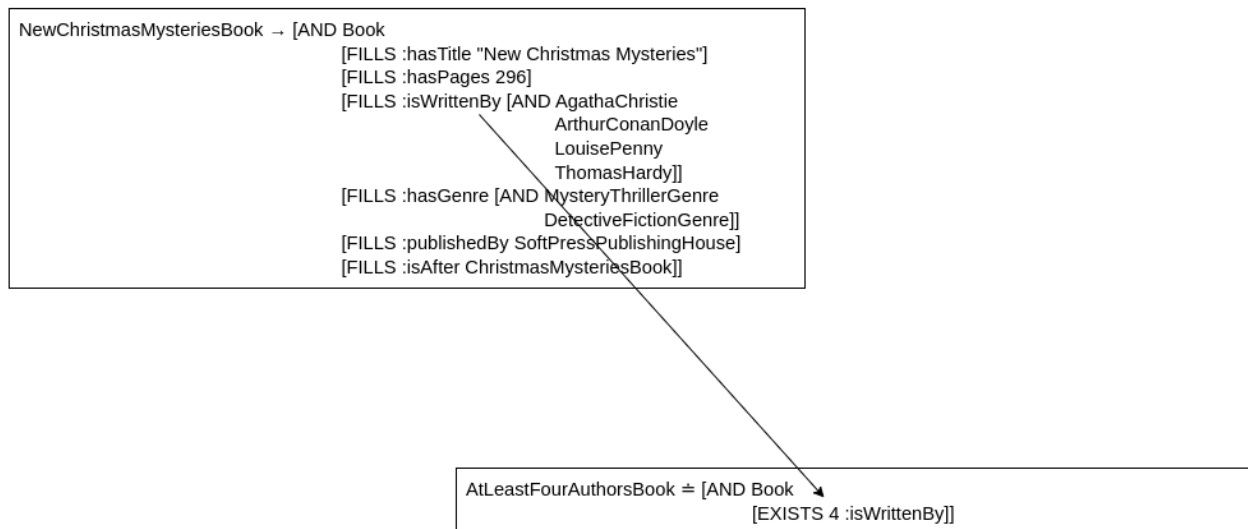 NewChristmasMysteriesBook → [AND Book
[FILLS :hasTitle "New Christmas Mysteries"]
[FILLS :hasPages 296]
[FILLS :isWrittenBy [AND AgathaChristie
ArthurConanDoyle
LouisePenny
ThomasHardy]]
[FILLS :hasGenre [AND MysteryThrillerGenre
DetectiveFictionGenre]]
[FILLS :publishedBy SoftPressPublishingHouse]
[FILLS :isAfter ChristmasMysteriesBook]]
AtLeastFourAuthorsBook ≐ [AND Book
[EXISTS 4 :isWrittenBy]]